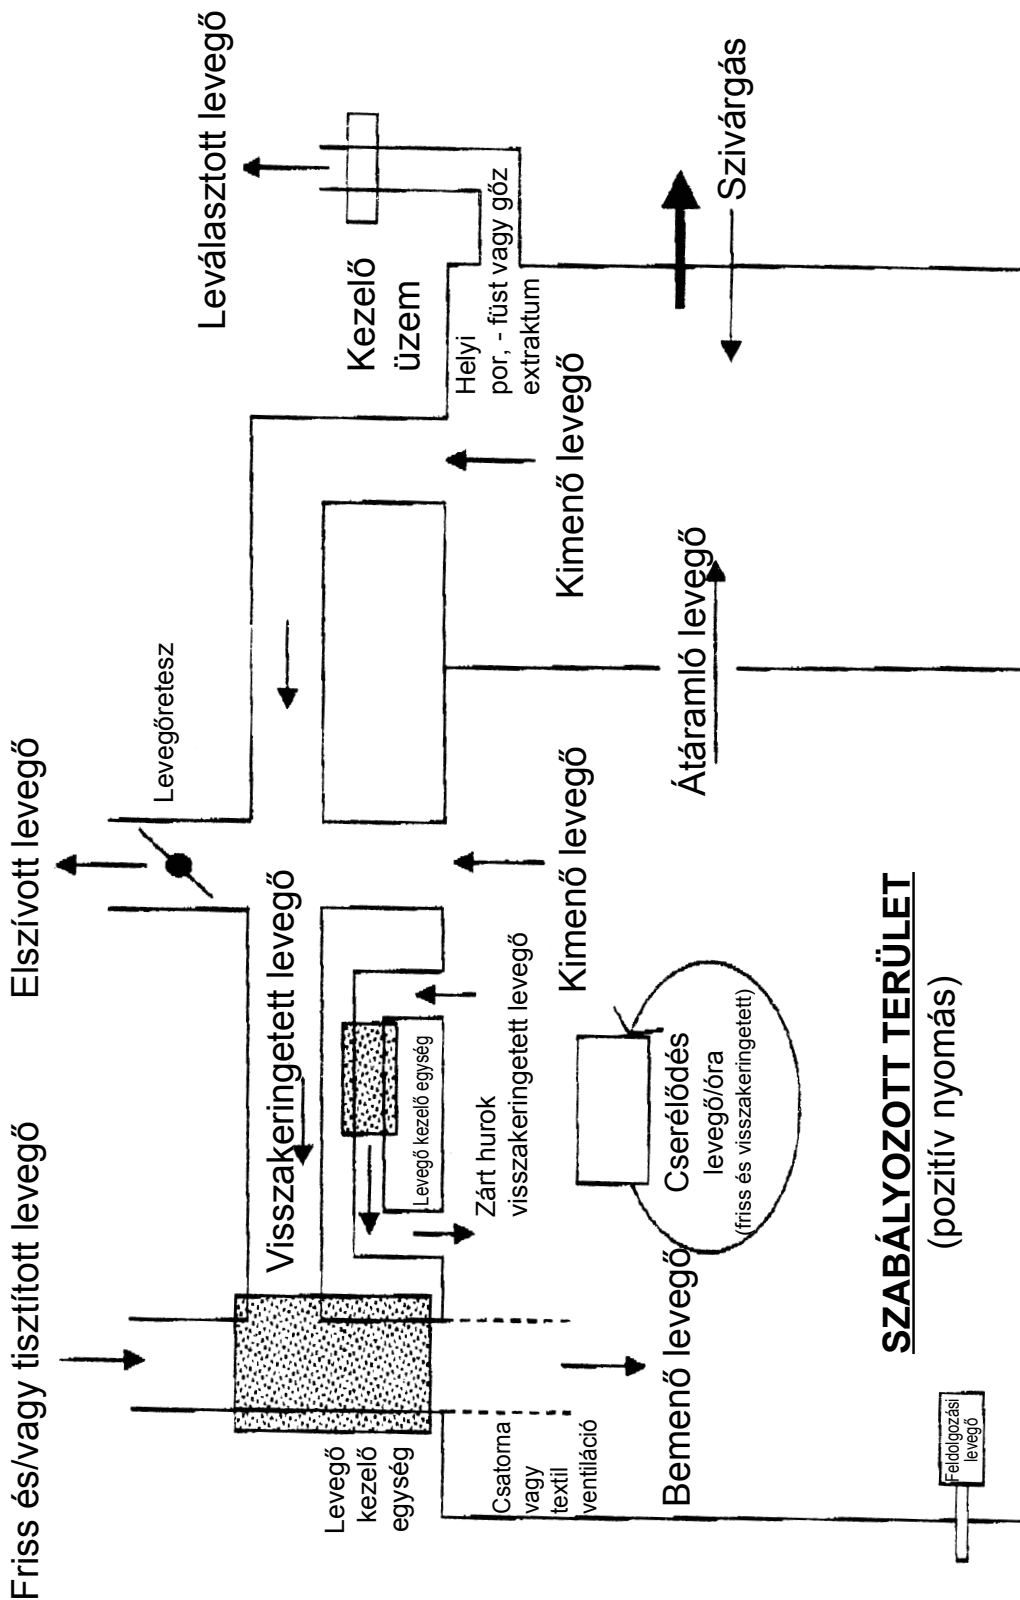 Friss és/vagy tisztított levegő
Elszívott levegő
Leválasztott levegő
Levegőretesz
Visszakeringetett levegő
Kezelő
üzem
Levegő
kezelő
egység
Levegő kezelő egység
Helyi
por, - füst vagy gőz
extraktum
Csatorna
vagy
textil
ventiláció
Zárt hurok
visszakeringetett levegő
Kimenő levegő
Kimenő levegő
Bemenő levegő
Cserélődés
levegő/óra
(friss és visszakeringetett)
Átáramló levegő
Szivárgás
SZABÁLYOZOTT TERÜLET
(pozitív nyomás)
Feldolgozási
levegő